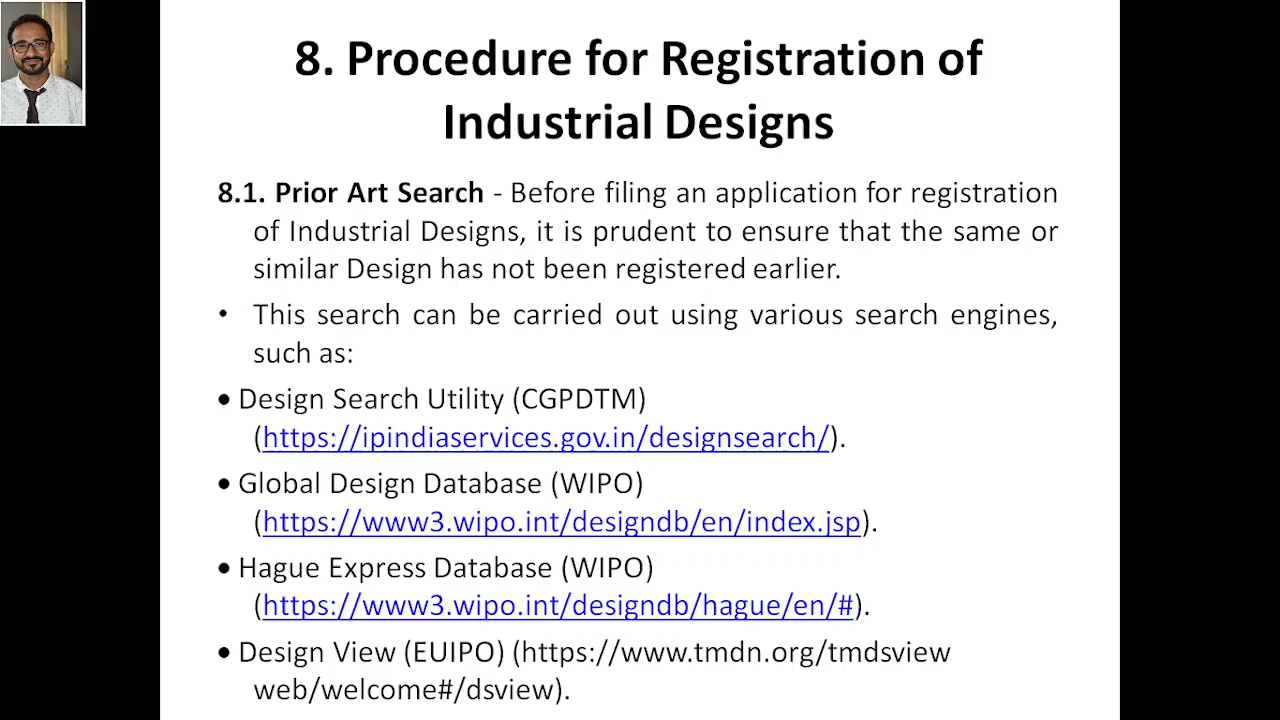 8. Procedure for Registration of
Industrial Designs
8.1. Prior Art Search - Before filing an application for registration
of Industrial Designs, it is prudent to ensure that the same or
similar Design has not been registered earlier.
• This search can be carried out using various search engines,
such as:
• Design Search Utility (CGPDTM)
(https://ipindiaservices.gov.in/designsearch/).
• Global Design Database (WIPO)
(https://www3.wipo.int/designdb/en/index.jsp).
• Hague Express Database (WIPO)
(https://www3.wipo.int/designdb/hague/en/#).
• Design View (EUIPO) (https://www.tmdn.org/tmdsview
web/welcome#/dsview).